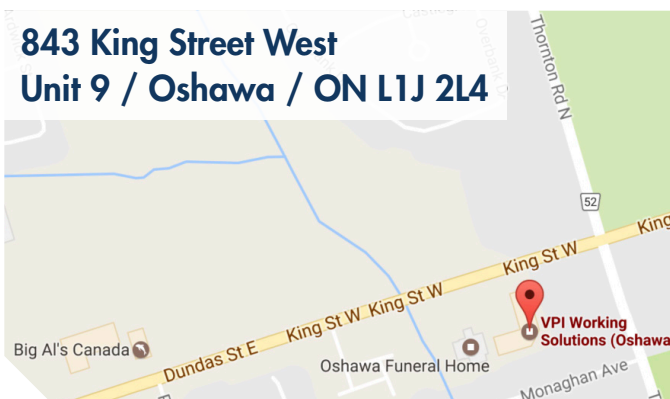 843 King Street West
Unit 9 / Oshawa / ON L1J 2L4
Overbank D
Thornton Rd N
52
King
King St W
King St W
King St W
Dundas St E
VPI Working
Solutions (Oshawa
Big Al's Canada
Oshawa Funeral Home
Monaghan Ave